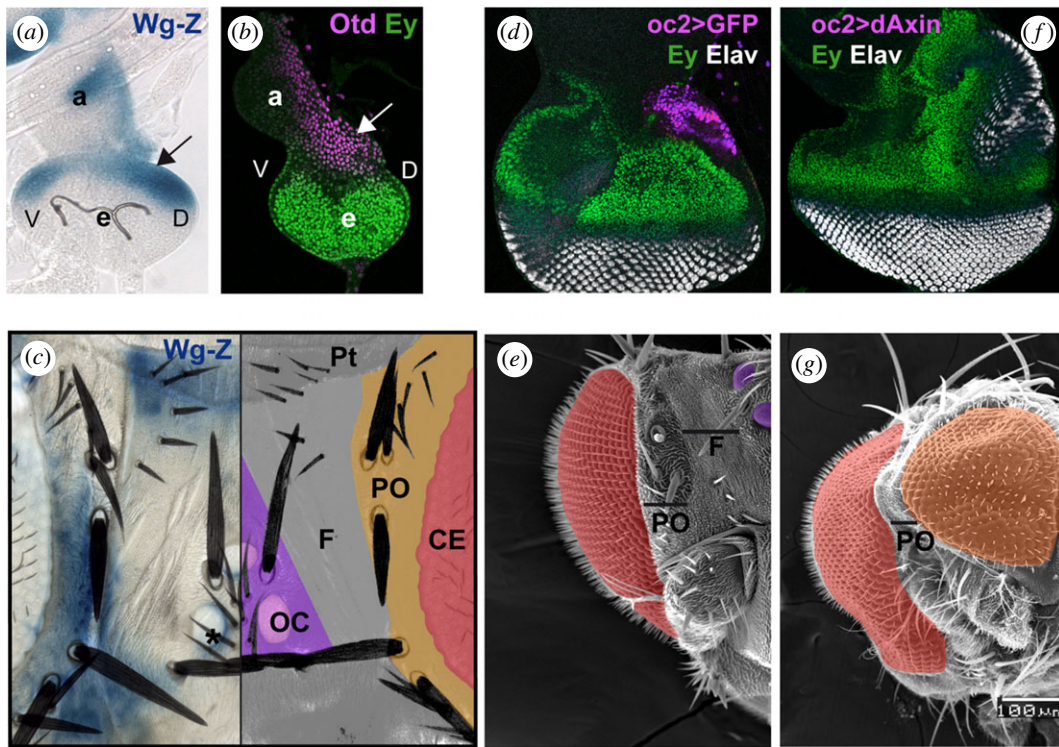 (a) Wg-Z
a
V e D
(b) Otd Ey
a
V D
e
(d) oc2>GFP
Ey Elav
oc2>dAxin (f)
Ey Elav
(c) Wg-Z
Pt
PO
F
CE
OC
*
(e)
F
PO
(g)
PO
100 µm